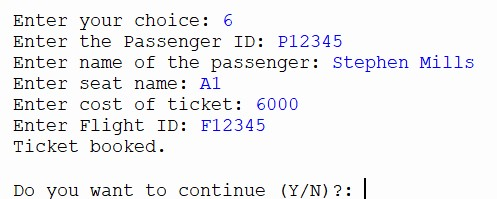 Enter your choice: 6
Enter the Passenger ID: P12345
Enter name of the passenger: Stephen Mills
Enter seat name: A1
Enter cost of ticket: 6000
Enter Flight ID: F12345
Ticket booked.
Do you want to continue (Y/N)?: